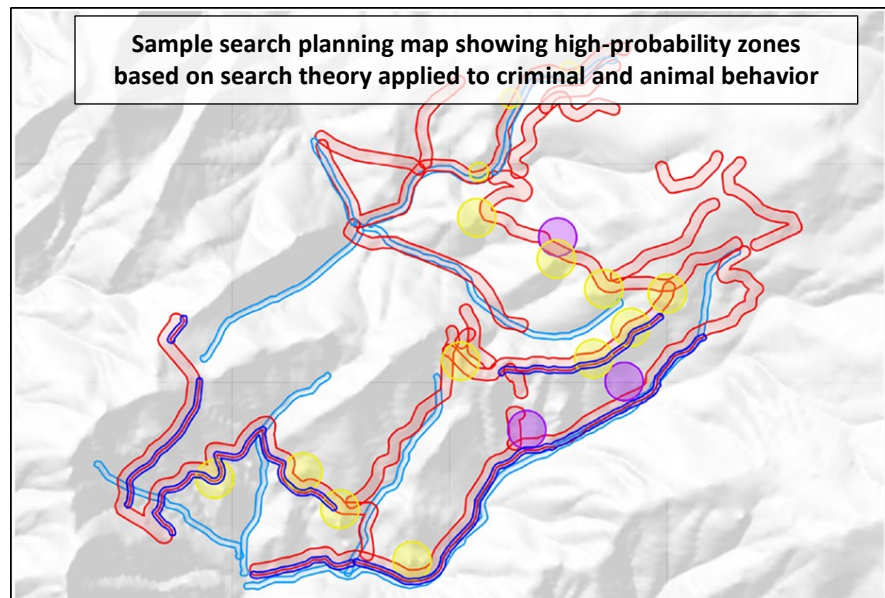 Sample search planning map showing high-probability zones
based on search theory applied to criminal and animal behavior